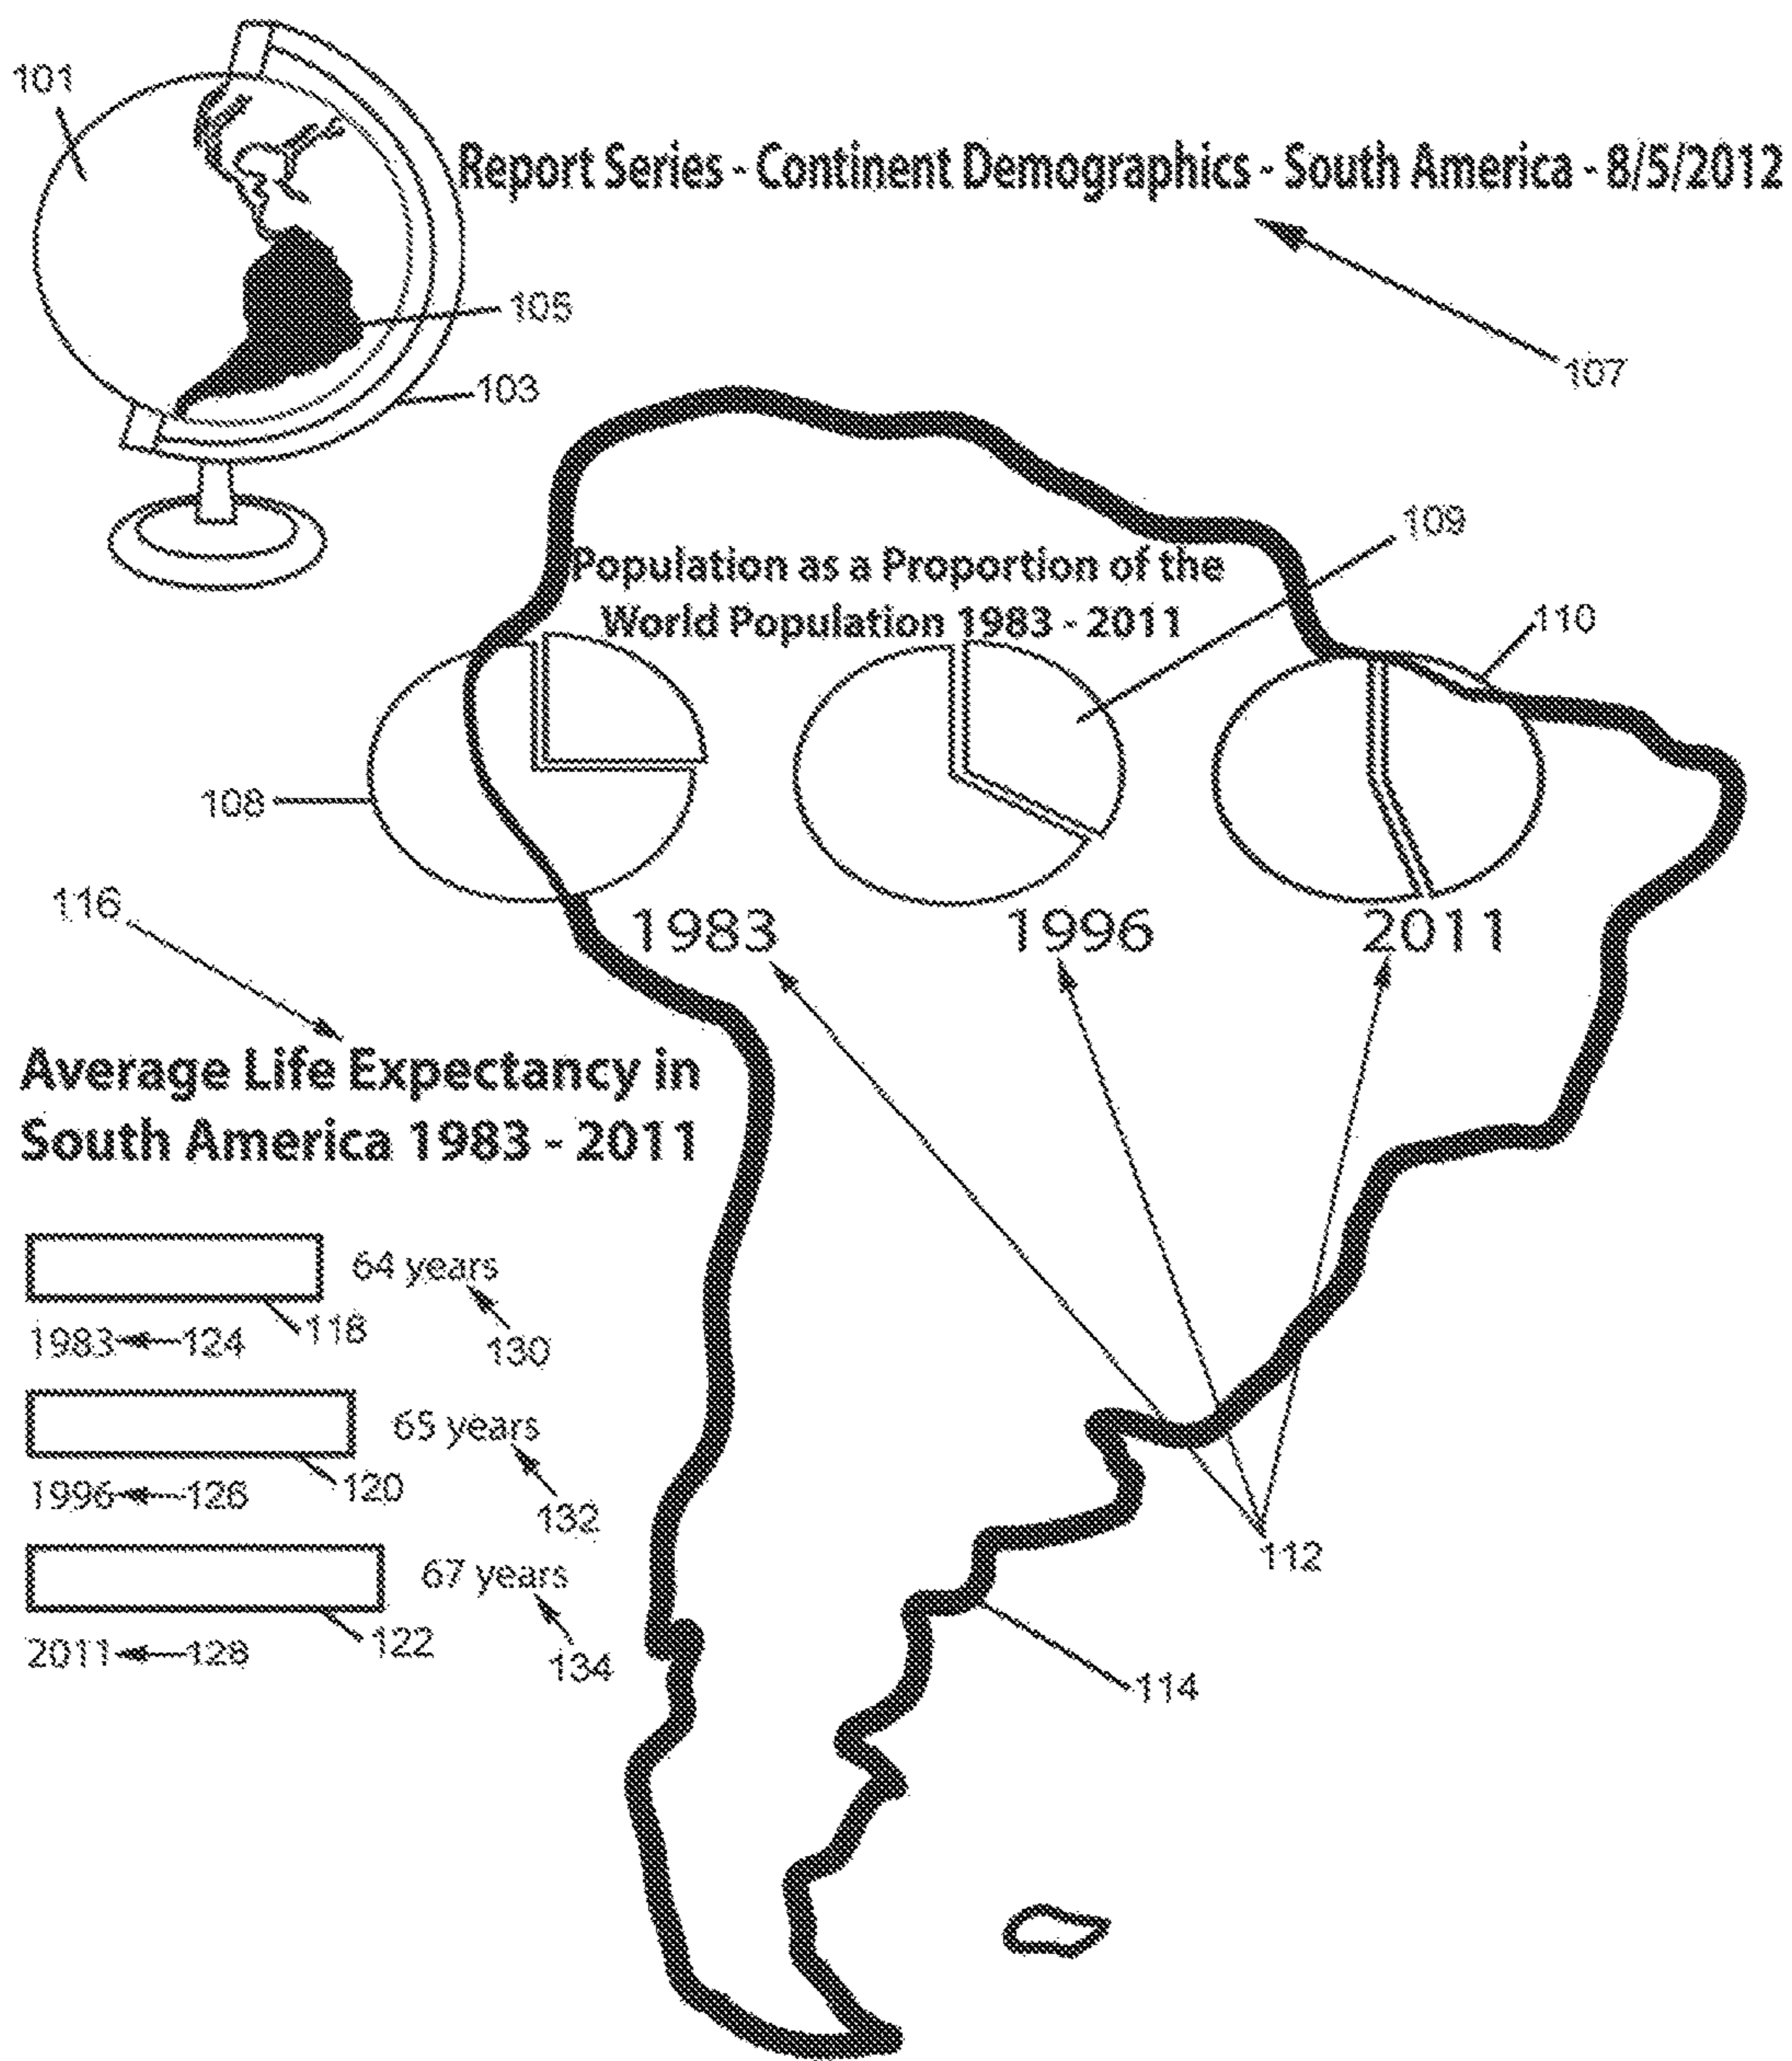 101
Report Series - Continent Demographics - South America - 8/5/2012
105
103
107
109
Population as a Proportion of the
World Population 1983 - 2011
110
108
116
1983 1996 2011
Average Life Expectancy in
South America 1983 - 2011
64 years
118
1983 124
130
65 years
120
1996 126
132
112
67 years
122
2011 128
134
114